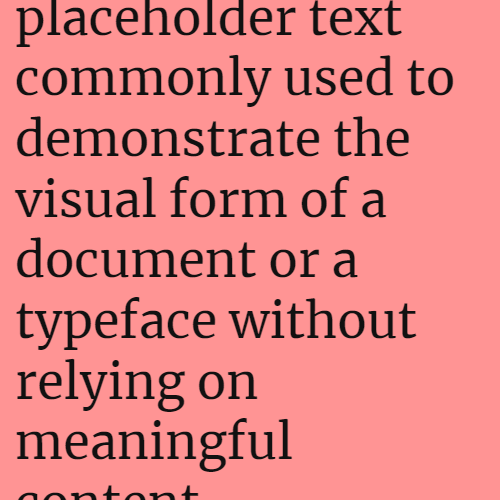 placeholder text
commonly used to
demonstrate the
visual form of a
document or a
typeface without
relying on
meaningful
content